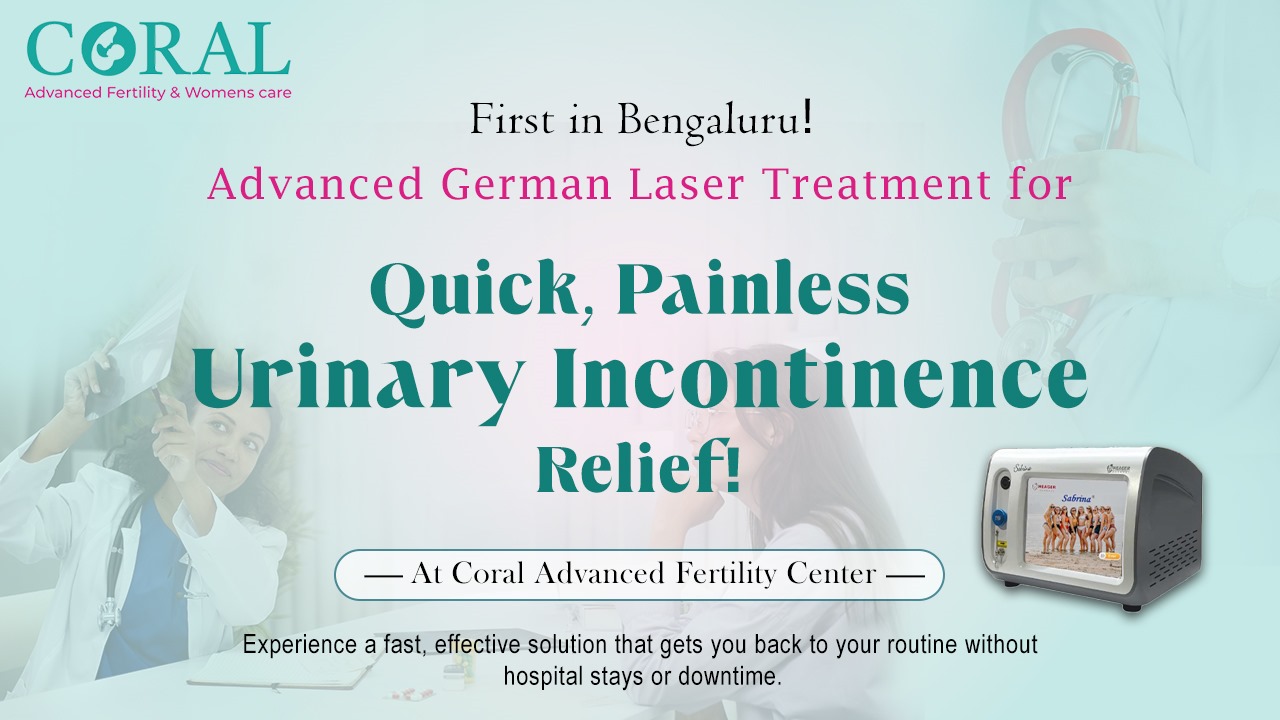 CORAL
Advanced Fertility & Womens care
First in Bengaluru!
Advanced German Laser Treatment for
Quick, Painless
Urinary Incontinence
Relief!
Sabrina
NEAGEN
Sabrina®
At Coral Advanced Fertility Center
Experience a fast, effective solution that gets you back to your routine without
hospital stays or downtime.